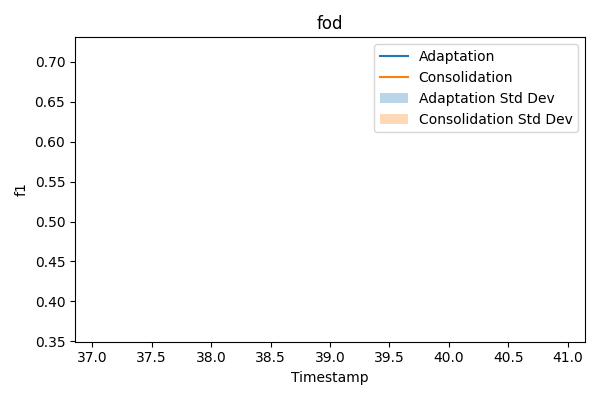 fod
Adaptation
Consolidation
Adaptation Std Dev
Consolidation Std Dev
f1
0.70
0.65
0.60
0.55
0.50
0.45
0.40
0.35
37.0 37.5 38.0 38.5 39.0 39.5 40.0 40.5 41.0
Timestamp